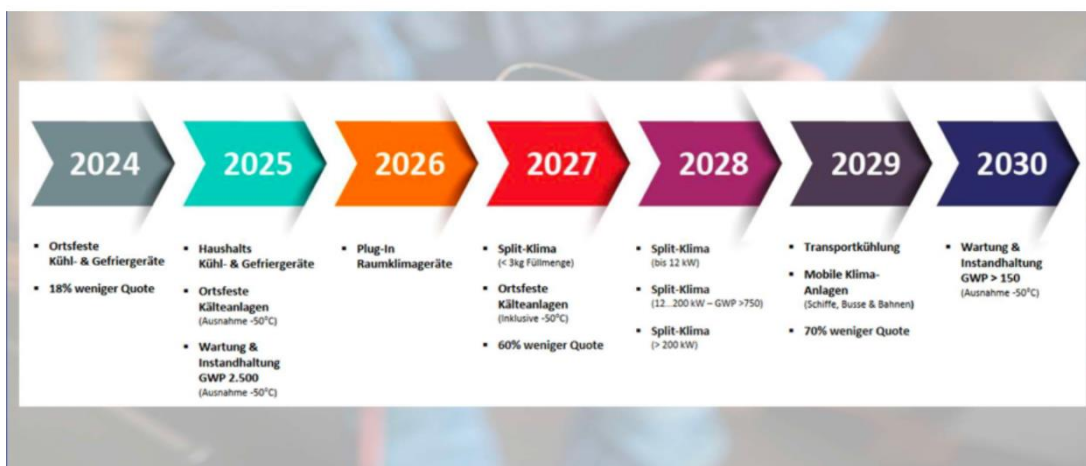 2024
2025
2026
2027
2028
2029
2030
▪ Ortsfeste
Kühl- & Gefriergeräte
▪ 18% weniger Quote
▪ Haushalts
Kühl- & Gefriergeräte
▪ Ortsfeste
Kälteanlagen
(Ausnahme -50°C)
▪ Wartung &
Instandhaltung
GWP 2.500
(Ausnahme -50°C)
▪ Plug-In
Raumklimageräte
▪ Split-Klima
(< 3kg Füllmenge)
▪ Ortsfeste
Kälteanlagen
(Inklusive -50°C)
▪ 60% weniger Quote
▪ Split-Klima
(bis 12 kW)
▪ Split-Klima
(12...200 kW – GWP >750)
▪ Split-Klima
(> 200 kW)
▪ Transportkühlung
▪ Mobile Klima-
Anlagen
(Schiffe, Busse & Bahnen)
▪ 70% weniger Quote
▪ Wartung &
Instandhaltung
GWP > 150
(Ausnahme -50°C)